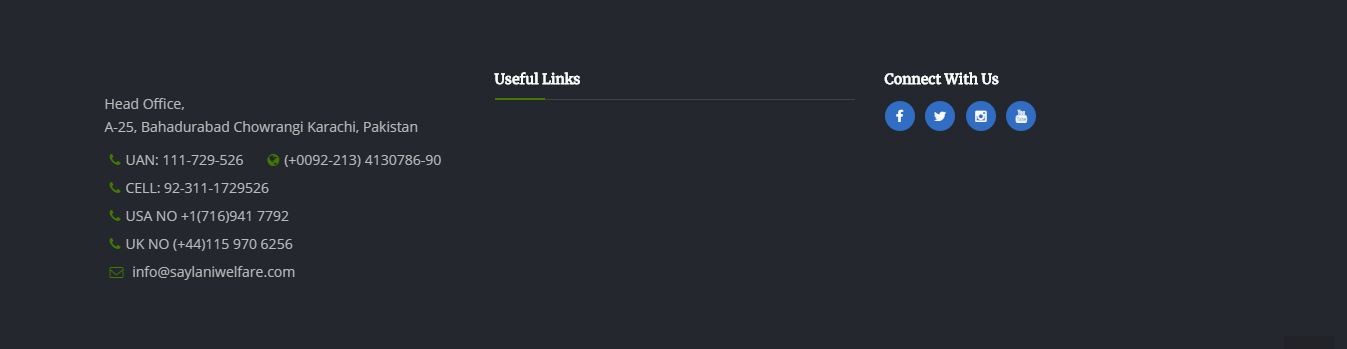 Head Office,
A-25, Bahadurabad Chowrangi Karachi, Pakistan
UAN: 111-729-526 (+0092-213) 4130786-90
CELL: 92-311-1729526
USA NO +1(716)941 7792
UK NO (+44)115 970 6256
info@saylaniwelfare.com
Useful Links
Connect With Us